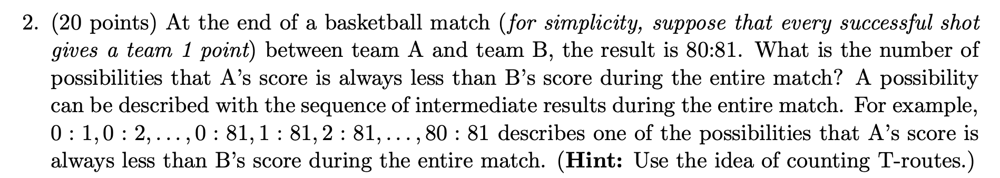 2. (20 points) At the end of a basketball match (for simplicity, suppose that every successful shot
gives a team 1 point) between team A and team B, the result is 80:81. What is the number of
possibilities that A's score is always less than B's score during the entire match? A possibility
can be described with the sequence of intermediate results during the entire match. For example,
0 : 1, 0 : 2, . . . , 0 : 81, 1 : 81, 2 : 81, . . . , 80 : 81 describes one of the possibilities that A's score is
always less than B's score during the entire match. (Hint: Use the idea of counting T-routes.)